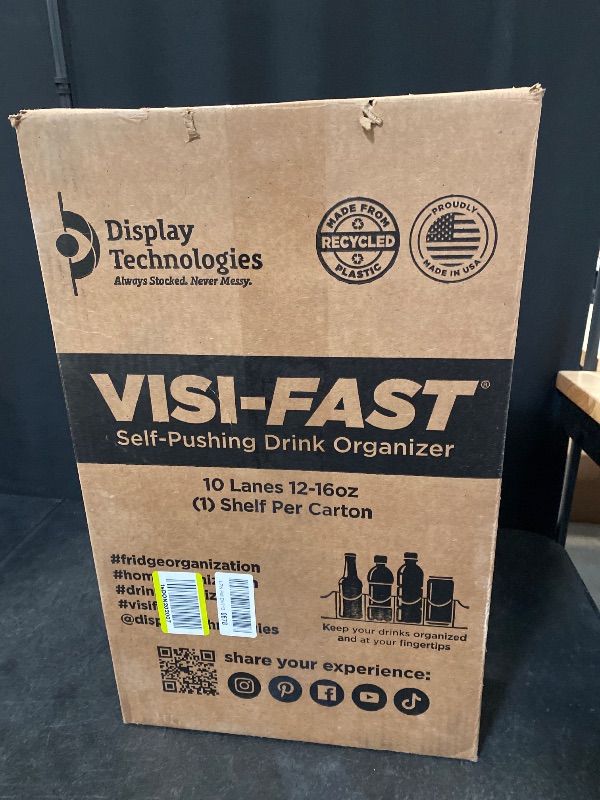 Display
Technologies
Always Stocked. Never Messy.
MADE FROM
RECYCLED
PLASTIC
PROUDLY
MADE IN USA
VISI-FAST®
Self-Pushing Drink Organizer
10 Lanes 12-16oz
(1) Shelf Per Carton
#fridgeorganization
Keep your drinks organized
and at your fingertips
share your experience: